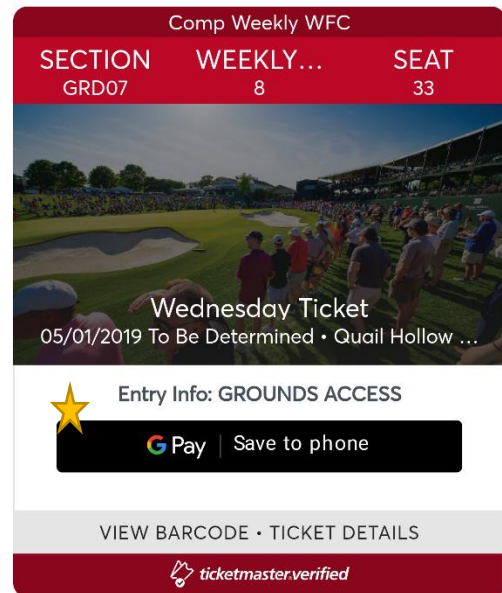 Comp Weekly WFC
SECTION WEEKLY... SEAT
GRD07 8 33
Wednesday Ticket
05/01/2019 To Be Determined • Quail Hollow ...
Entry Info: GROUNDS ACCESS
G Pay | Save to phone
VIEW BARCODE • TICKET DETAILS
ticketmaster.verified